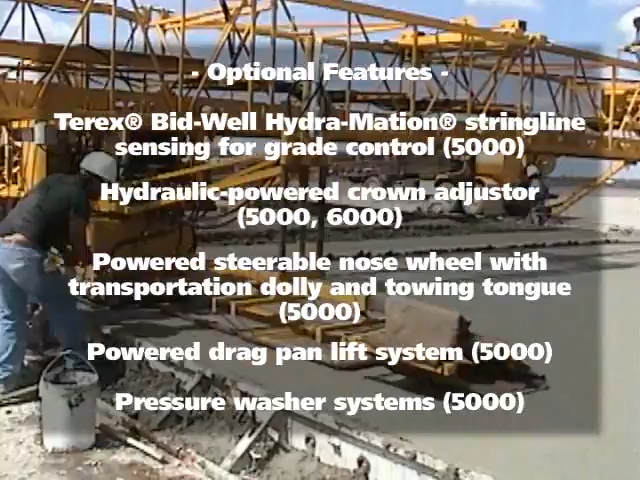 - Optional Features -
Terex® Bid-Well Hydra-Mation® stringline
sensing for grade control (5000)
Hydraulic-powered crown adjustor
(5000, 6000)
Powered steerable nose wheel with
transportation dolly and towing tongue
(5000)
Powered drag pan lift system (5000)
Pressure washer systems (5000)